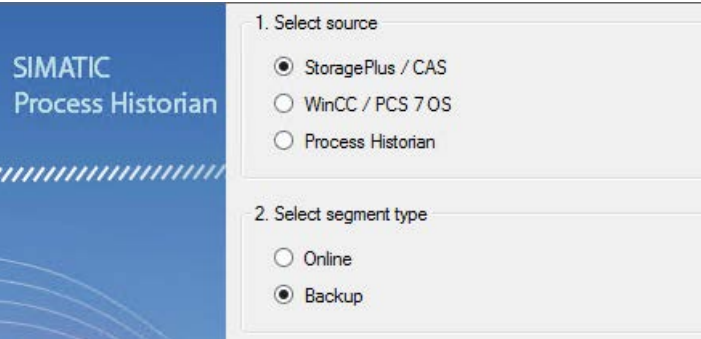 SIMATIC
Process Historian
1. Select source
StoragePlus / CAS
WinCC / PCS 7 OS
Process Historian
2. Select segment type
Online
Backup